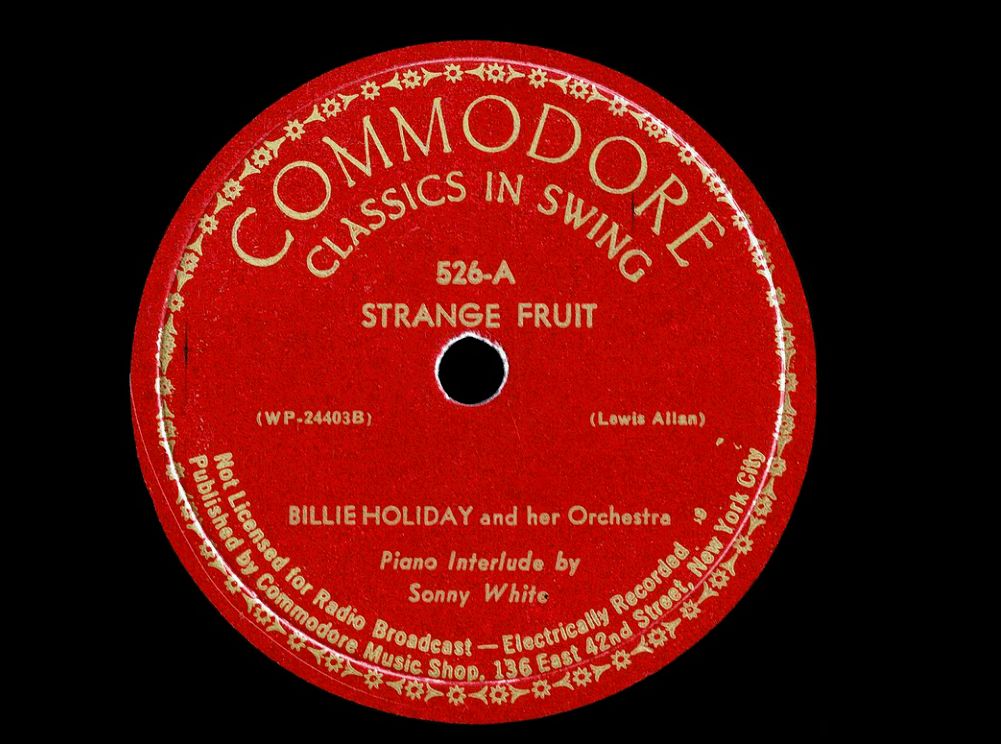 COMMODORE
CLASSICS IN SWING
526-A
STRANGE FRUIT
(WP-24403B)
(Lewis Allan)
BILLIE HOLIDAY and her Orchestra
Piano Interlude by
Sonny White
Not Licensed for Radio Broadcast — Electrically Recorded
Published by Commodore Music Shop, 136 East 42nd Street, New York City